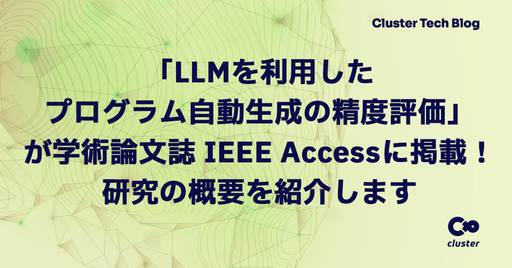 Cluster Tech Blog
「LLMを利用した
プログラム自動生成の精度評価」
が学術論文誌 IEEE Accessに掲載！
研究の概要を紹介します
cluster